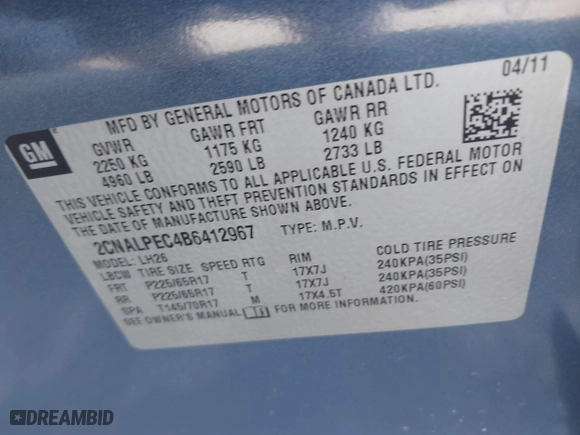 GM
MFD BY GENERAL MOTORS OF CANADA LTD.
04/11
GVWR GAWR FRT GAWR RR
2250 KG 1175 KG 1240 KG
4960 LB 2590 LB 2733 LB
THIS VEHICLE CONFORMS TO ALL APPLICABLE U.S. FEDERAL MOTOR
VEHICLE SAFETY AND THEFT PREVENTION STANDARDS IN EFFECT ON
THE DATE OF MANUFACTURE SHOWN ABOVE.
2CNALPEC4B6412967 TYPE: M.P.V.
MODEL: LH26
LBCW TIRE SIZE SPEED RTG RIM COLD TIRE PRESSURE
FRT P225/65R17 T 17X7J 240KPA(35PSI)
RR P225/65R17 T 17X7J 240KPA(35PSI)
SPA T145/70R17 M 17X4.5T 420KPA(60PSI)
SEE OWNER'S MANUAL FOR MORE INFORMATION.
DREAMBID